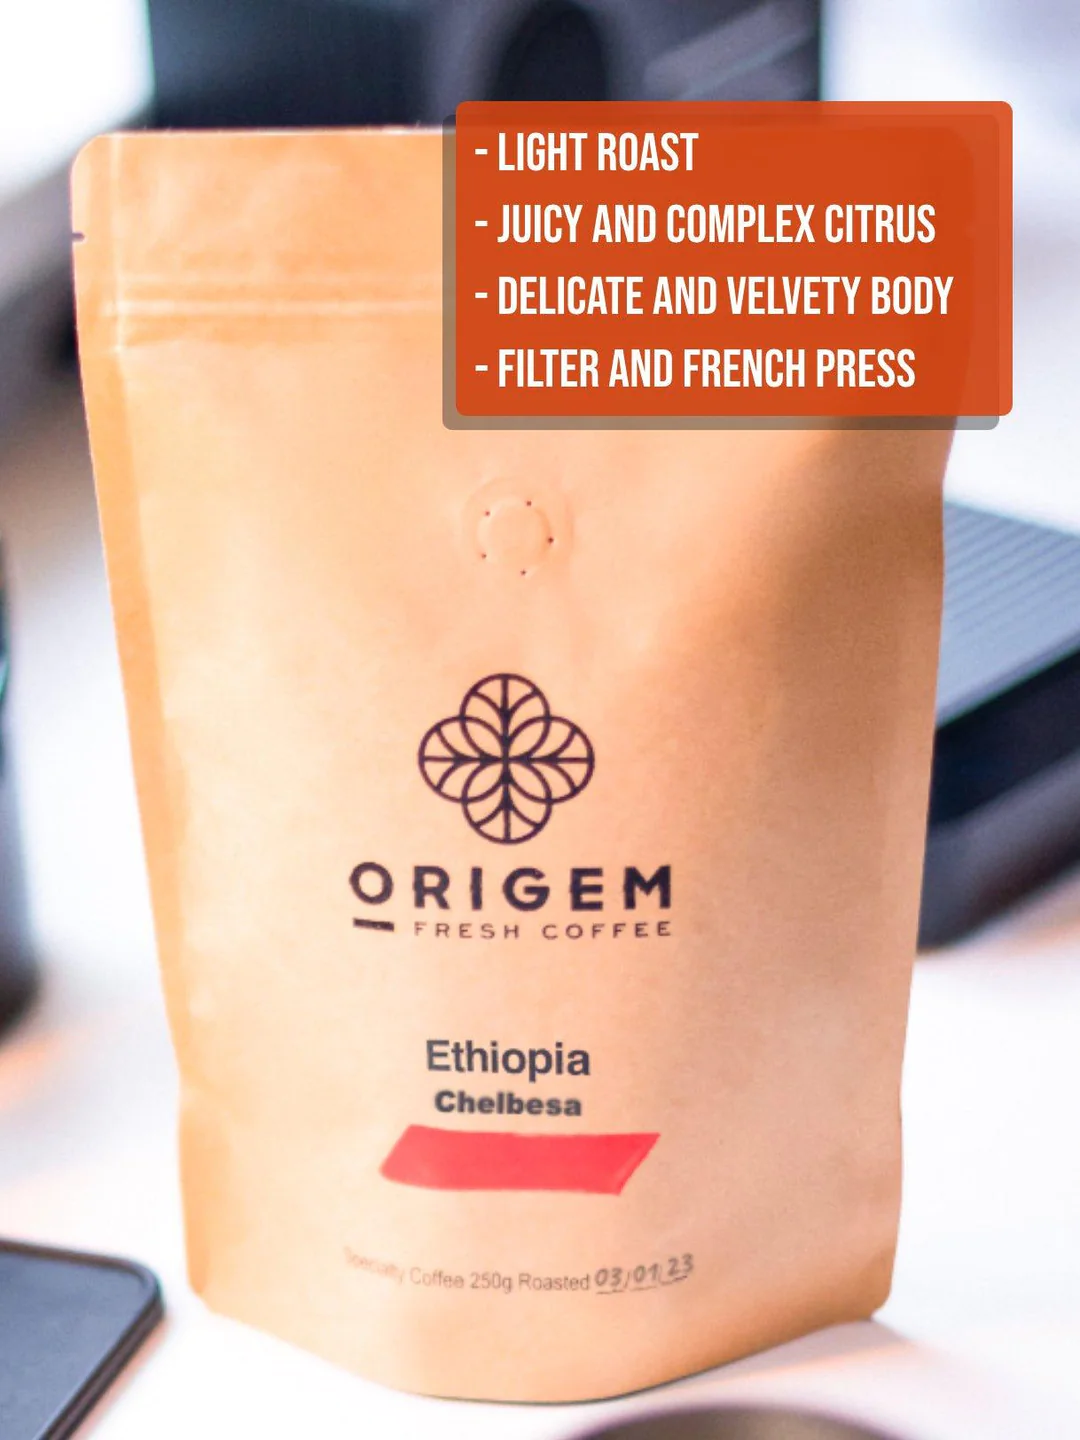 - LIGHT ROAST
- JUICY AND COMPLEX CITRUS
- DELICATE AND VELVETY BODY
- FILTER AND FRENCH PRESS
ORIGEM
FRESH COFFEE
Ethiopia
Chelbesa
Specialty Coffee 250g Roasted 03/01/23